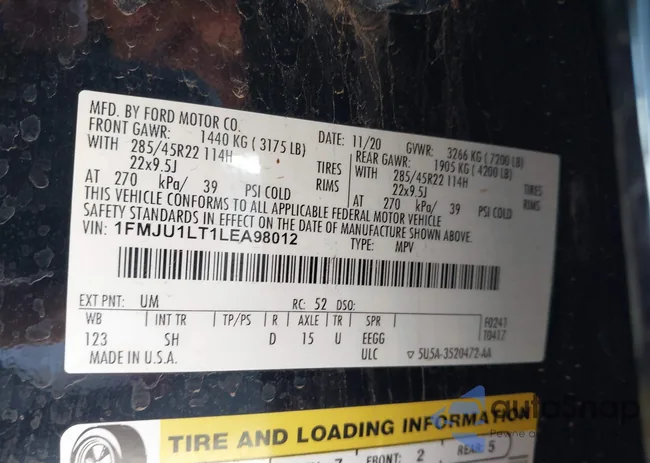 MFD. BY FORD MOTOR CO.
DATE: 11/20 GVWR: 3266 KG (7200 LB)
FRONT GAWR: 1440 KG (3175 LB)
REAR GAWR: 1905 KG (4200 LB)
WITH 285/45R22 114H TIRES
WITH 285/45R22 114H TIRES
22x9.5J RIMS
22x9.5J RIMS
AT 270 kPa/ 39 PSI COLD
AT 270 kPa/ 39 PSI COLD
THIS VEHICLE CONFORMS TO ALL APPLICABLE FEDERAL MOTOR VEHICLE
SAFETY STANDARDS IN EFFECT ON THE DATE OF MANUFACTURE SHOWN ABOVE.
VIN: 1FMJU1LT1LEA98012
TYPE: MPV
EXT PNT: UM RC: 52 DSO:
WB INT TR TP/PS R AXLE TR SPR F0241
T0417
123 SH D 15 U EEGG
MADE IN U.S.A. ULC ▽ 5U5A-3520472-AA
TIRE AND LOADING INFORMATION
7 FRONT: 2 REAR: 5
autoSnap